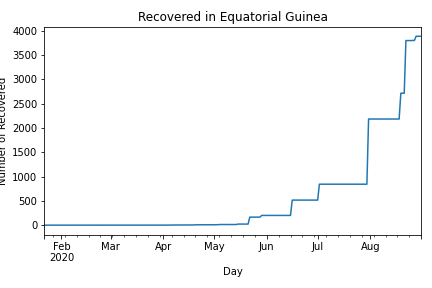 Recovered in Equatorial Guinea
4000
3500
3000
2500
2000
1500
1000
500
0
Number of Recovered
Feb Mar Apr May Jun Jul Aug
2020
Day